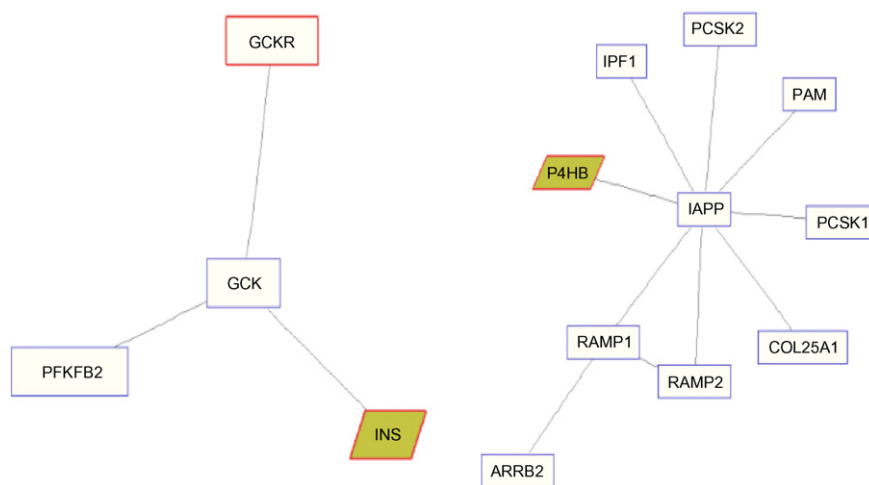 GCKR
GCK
PFKFB2
INS
PCSK2
IPF1
PAM
P4HB
IAPP
PCSK1
RAMP1
COL25A1
RAMP2
ARRB2